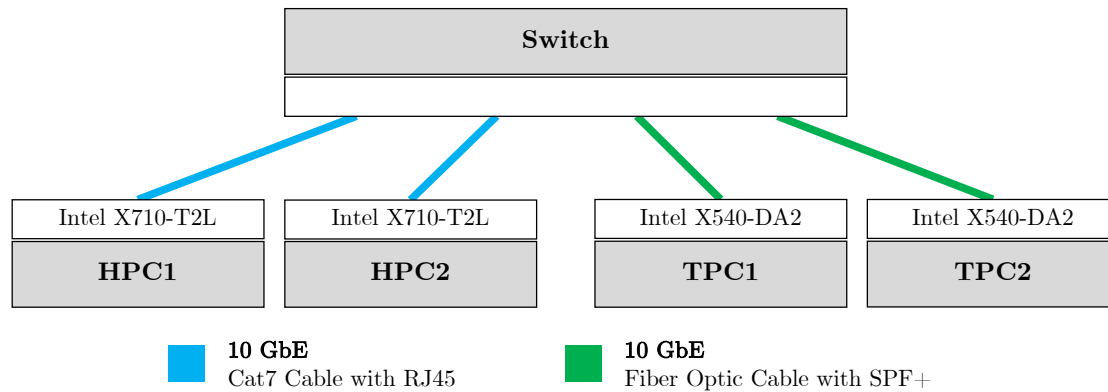 Switch
Intel X710-T2L
Intel X710-T2L
Intel X540-DA2
Intel X540-DA2
HPC1
HPC2
TPC1
TPC2
10 GbE
Cat7 Cable with RJ45
10 GbE
Fiber Optic Cable with SPF+